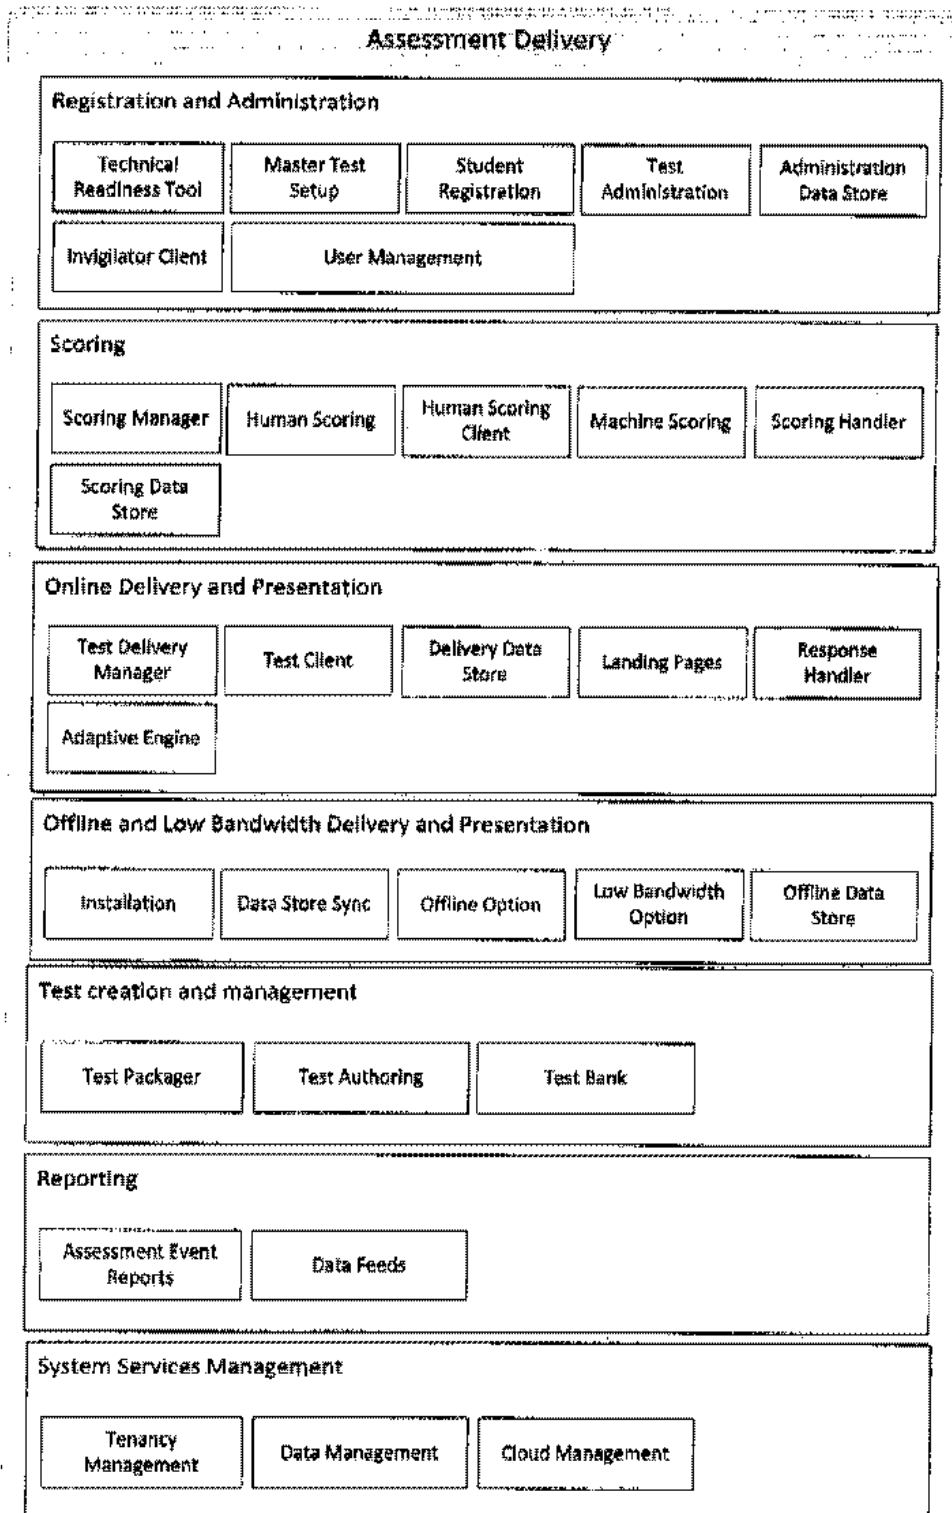 Assessment Delivery
Registration and Administration
Technical
Readiness Tool
Master Test
Setup
Student
Registration
Test
Administration
Administration
Data Store
Invigilator Client
User Management
Scoring
Scoring Manager
Human Scoring
Human Scoring
Client
Machine Scoring
Scoring Handler
Scoring Data
Store
Online Delivery and Presentation
Test Delivery
Manager
Test Client
Delivery Data
Store
Landing Pages
Response
Handler
Adaptive Engine
Offline and Low Bandwidth Delivery and Presentation
Installation
Data Store Sync
Offline Option
Low Bandwidth
Option
Offline Data
Store
Test creation and management
Test Packager
Test Authoring
Test Bank
Reporting
Assessment Event
Reports
Data Feeds
System Services Management
Tenancy
Management
Data Management
Cloud Management